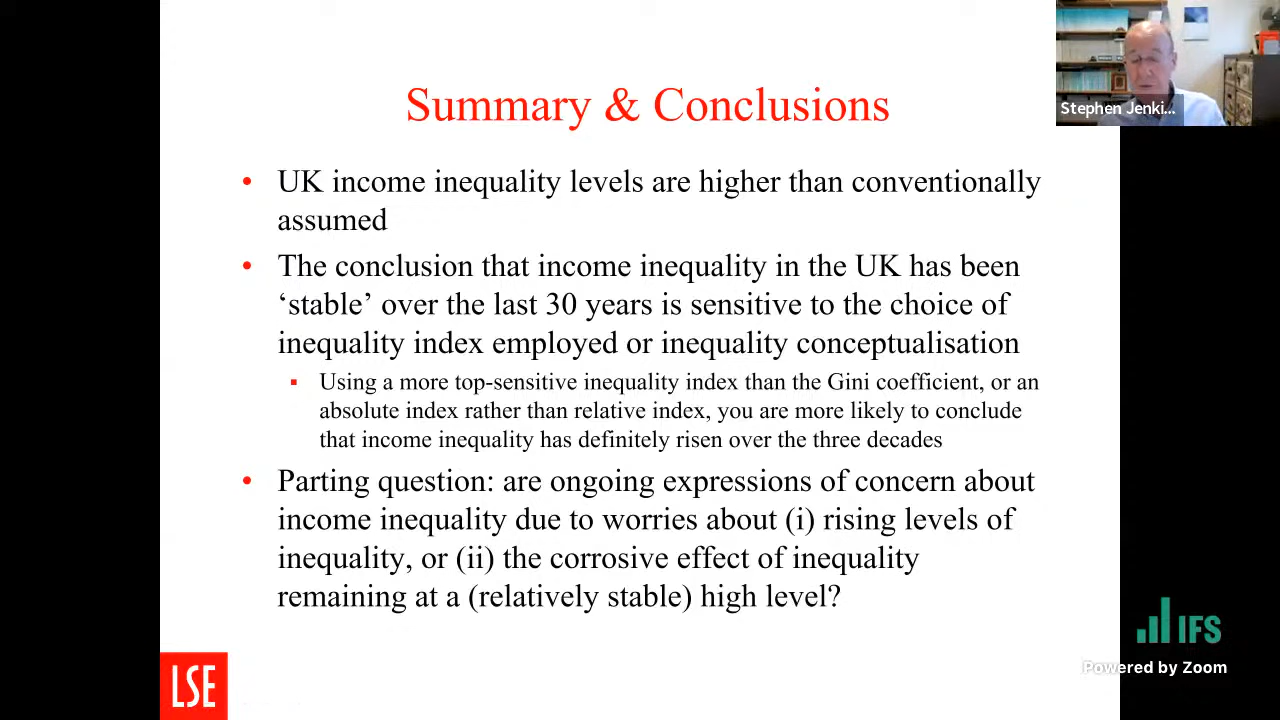 Stephen Jenki...
Summary & Conclusions
• UK income inequality levels are higher than conventionally
assumed
• The conclusion that income inequality in the UK has been
‘stable’ over the last 30 years is sensitive to the choice of
inequality index employed or inequality conceptualisation
▪ Using a more top-sensitive inequality index than the Gini coefficient, or an
absolute index rather than relative index, you are more likely to conclude
that income inequality has definitely risen over the three decades
• Parting question: are ongoing expressions of concern about
income inequality due to worries about (i) rising levels of
inequality, or (ii) the corrosive effect of inequality
remaining at a (relatively stable) high level?
IFS
Powered by Zoom
LSE